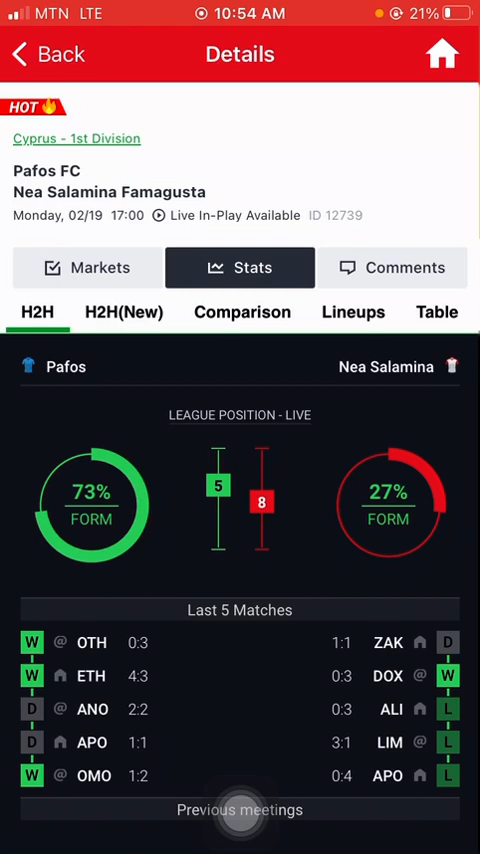 MTN LTE 10:54 AM 21%
Back Details
HOT
Cyprus - 1st Division
Pafos FC
Nea Salamina Famagusta
Monday, 02/19 17:00 Live In-Play Available ID 12739
Markets Stats Comments
H2H H2H(New) Comparison Lineups Table
Pafos Nea Salamina
LEAGUE POSITION - LIVE
73% FORM 5 8 27% FORM
Last 5 Matches
W @ OTH 0:3 1:1 ZAK D
W ETH 4:3 0:3 DOX @ W
D @ ANO 2:2 0:3 ALI L
D APO 1:1 3:1 LIM @ L
W @ OMO 1:2 0:4 APO L
Previous meetings